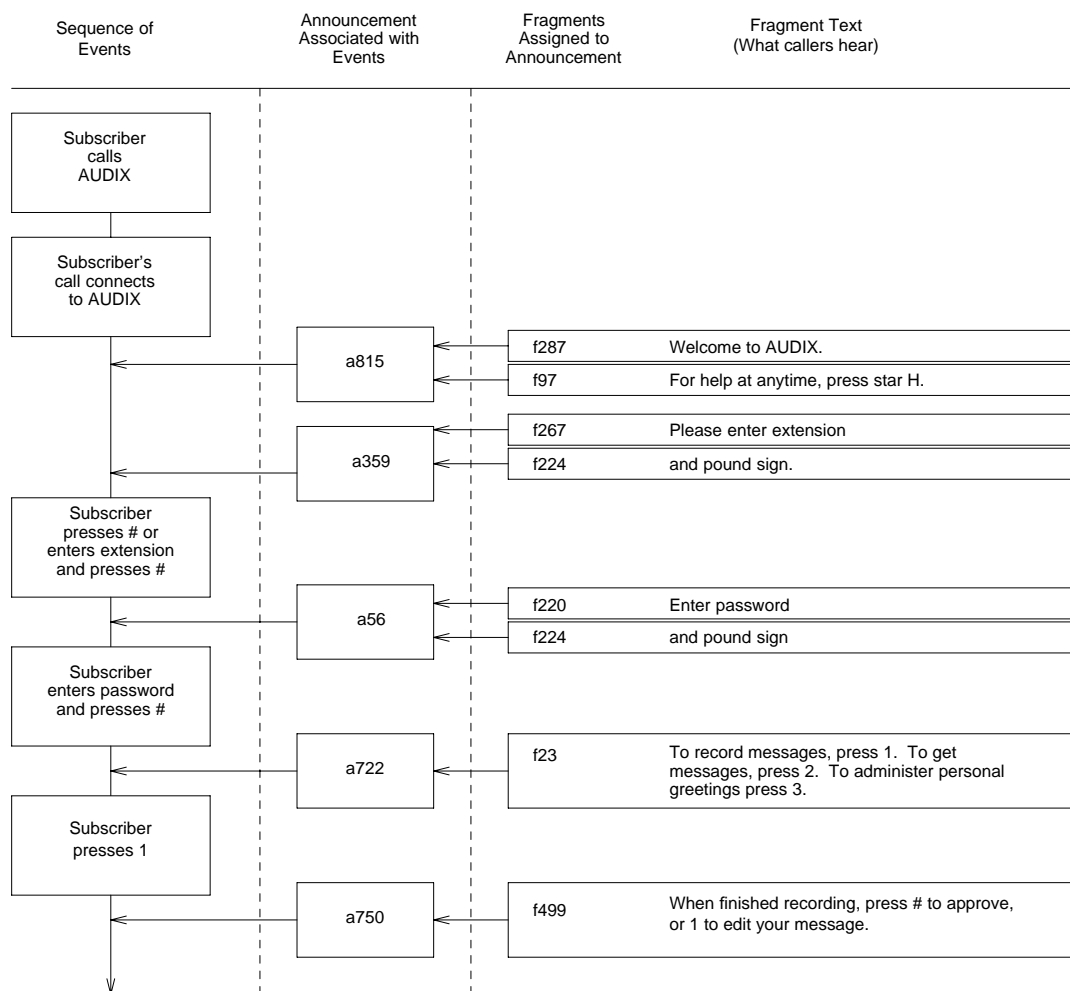 Sequence of
Events
Announcement
Associated with
Events
Fragments
Assigned to
Announcement
Fragment Text
(What callers hear)
Subscriber
calls
AUDIX
Subscriber's
call connects
to AUDIX
a815
f287 Welcome to AUDIX.
f97 For help at anytime, press star H.
a359
f267 Please enter extension
f224 and pound sign.
Subscriber
presses # or
enters extension
and presses #
a56
f220 Enter password
f224 and pound sign
Subscriber
enters password
and presses #
a722
f23 To record messages, press 1. To get
messages, press 2. To administer personal
greetings press 3.
Subscriber
presses 1
a750
f499 When finished recording, press # to approve,
or 1 to edit your message.